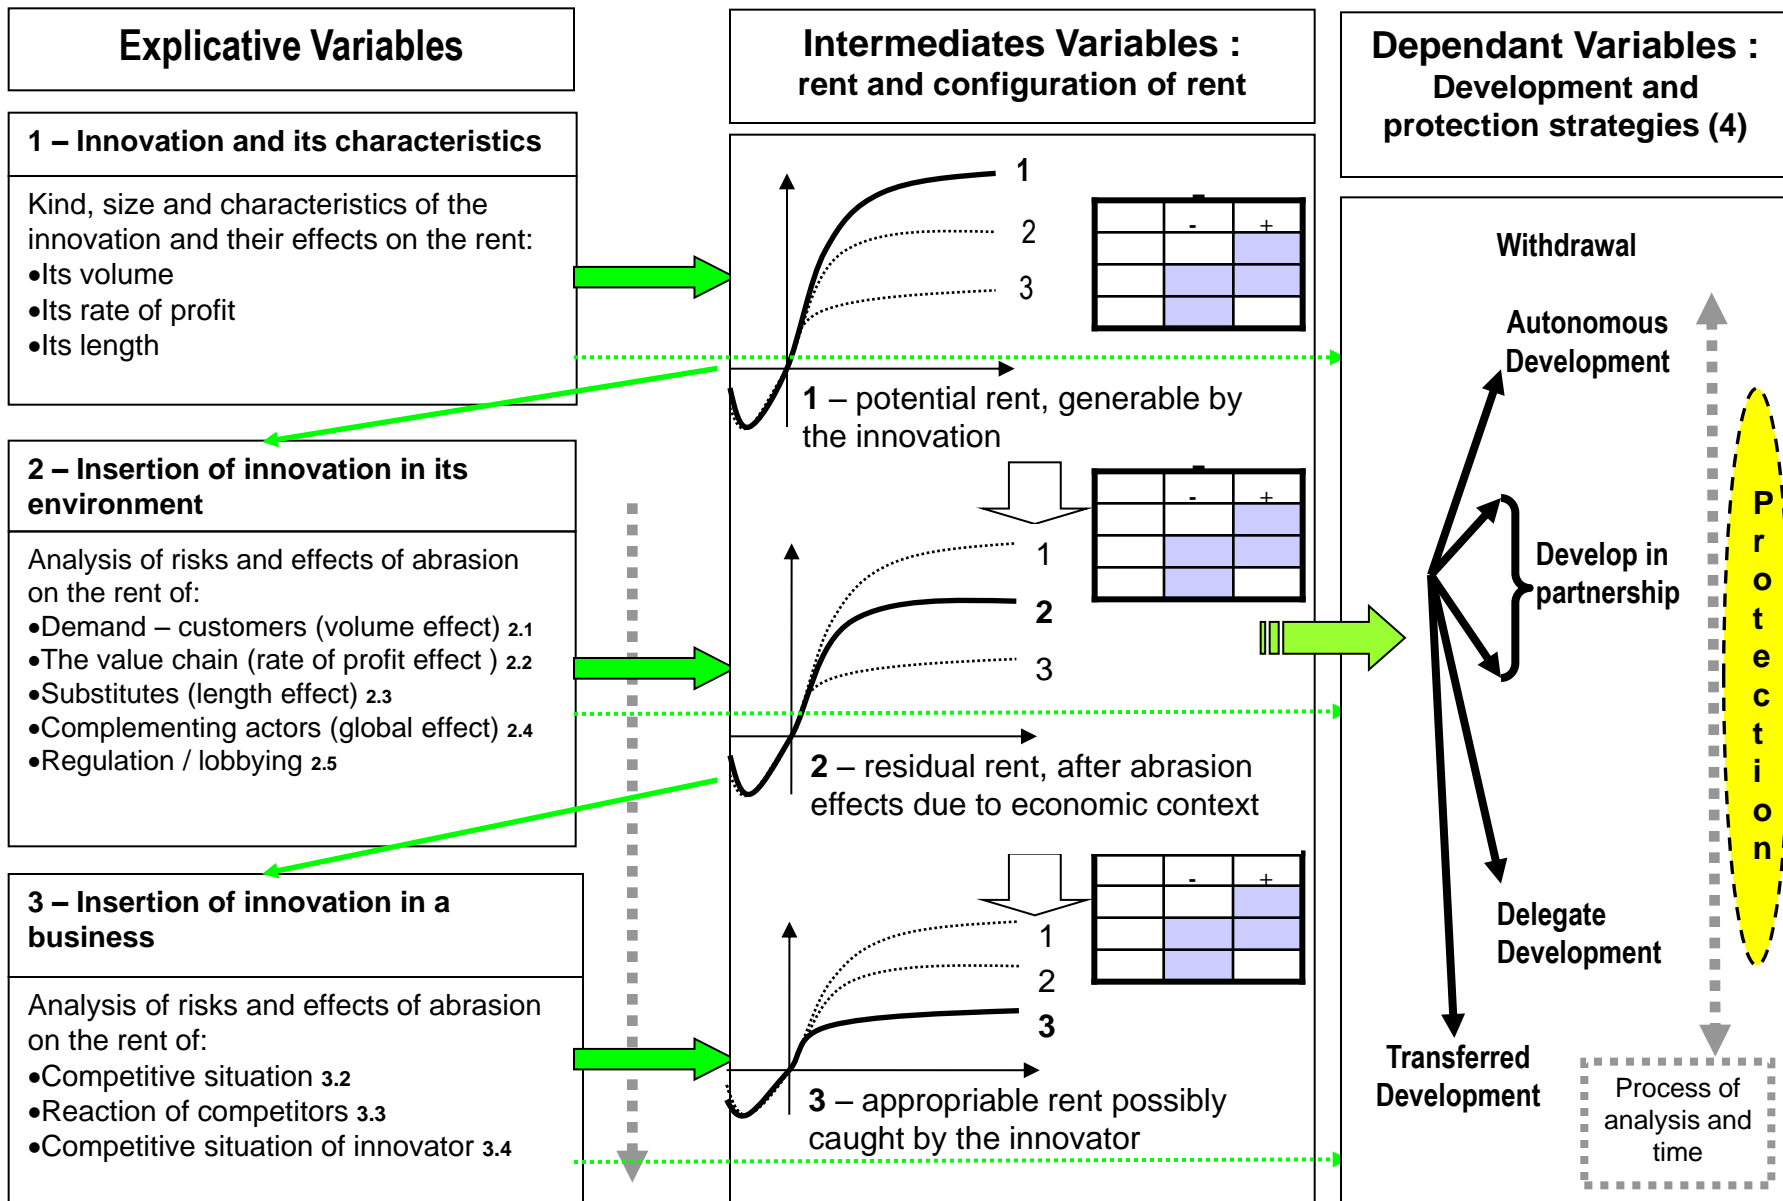 Explicative Variables
1 – Innovation and its characteristics
Kind, size and characteristics of the
innovation and their effects on the rent:
•Its volume
•Its rate of profit
•Its length
2 – Insertion of innovation in its
environment
Analysis of risks and effects of abrasion
on the rent of:
•Demand – customers (volume effect) 2.1
•The value chain (rate of profit effect ) 2.2
•Substitutes (length effect) 2.3
•Complementing actors (global effect) 2.4
•Regulation / lobbying 2.5
3 – Insertion of innovation in a
business
Analysis of risks and effects of abrasion
on the rent of:
•Competitive situation 3.2
•Reaction of competitors 3.3
•Competitive situation of innovator 3.4
Intermediates Variables :
rent and configuration of rent
1
2
3
- +
1 – potential rent, generable by
the innovation
- +
1
2
3
2 – residual rent, after abrasion
effects due to economic context
- +
1
2
3
3 – appropriable rent possibly
caught by the innovator
Dependant Variables :
Development and
protection strategies (4)
Withdrawal
Autonomous
Development
Develop in
partnership
Delegate
Development
Transferred
Development
Protection
Process of
analysis and
time